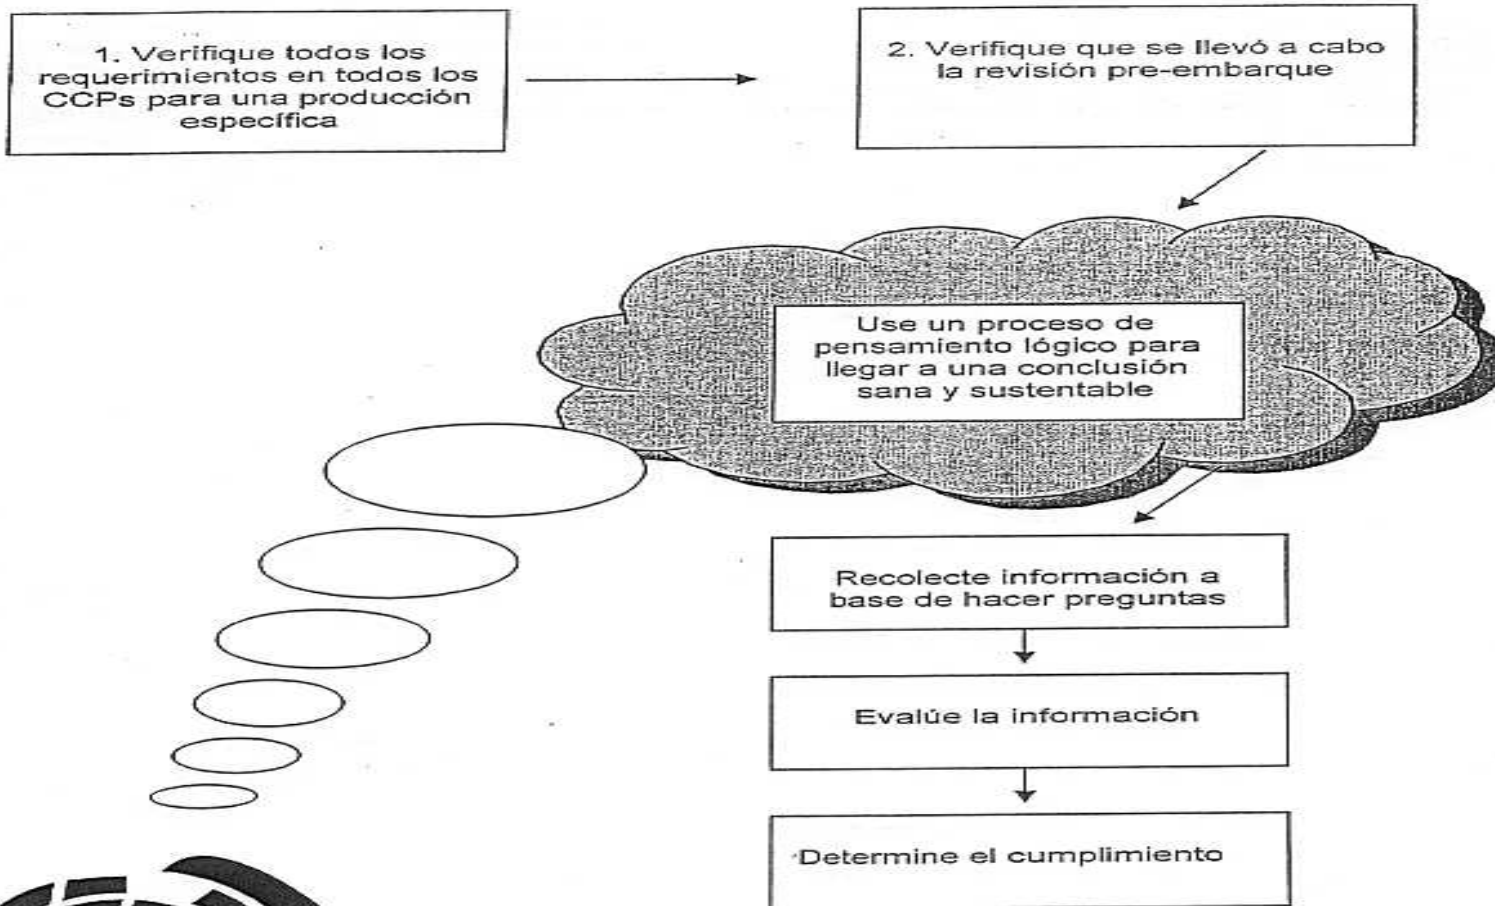 1. Verifique todos los
requerimientos en todos los
CCPs para una producción
específica
2. Verifique que se llevó a cabo
la revisión pre-embarque
Use un proceso de
pensamiento lógico para
llegar a una conclusión
sana y sustentable
Recolecte información a
base de hacer preguntas
Evalúe la información
Determine el cumplimiento